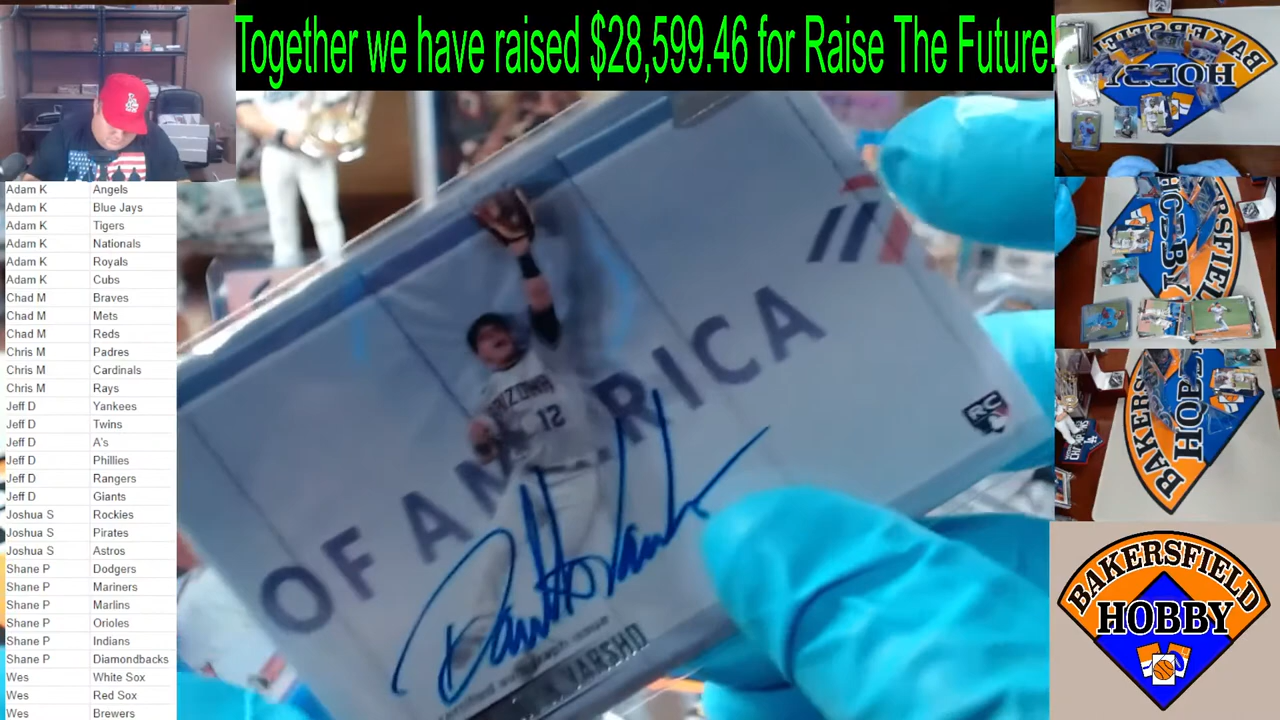 Together we have raised $28,599.46 for Raise The Future!
Adam K Angels
Adam K Blue Jays
Adam K Tigers
Adam K Nationals
Adam K Royals
Adam K Cubs
Chad M Braves
Chad M Mets
Chad M Reds
Chris M Padres
Chris M Cardinals
Chris M Rays
Jeff D Yankees
Jeff D Twins
Jeff D A's
Jeff D Phillies
Jeff D Rangers
Jeff D Giants
Joshua S Rockies
Joshua S Pirates
Joshua S Astros
Shane P Dodgers
Shane P Mariners
Shane P Marlins
Shane P Orioles
Shane P Indians
Shane P Diamondbacks
Wes White Sox
Wes Red Sox
Wes Brewers
OF AMERICA
12
RC
VARSHO
BAKERSFIELD
HOBBY
HOBBY
BAKERSFIELD
HOBBY